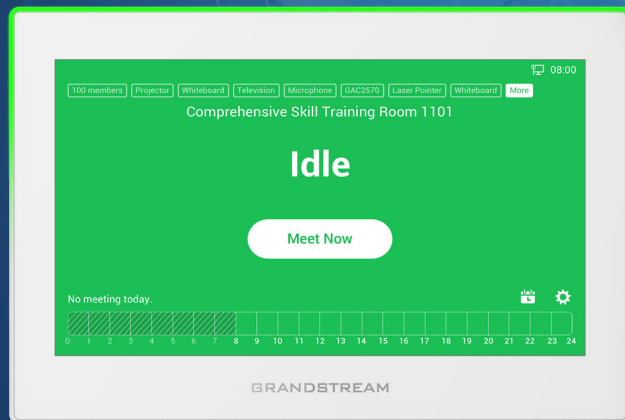 08:00
100 members Projector Whiteboard Television Microphone GAC2570 Laser Pointer Whiteboard More
Comprehensive Skill Training Room 1101
Idle
Meet Now
No meeting today.
0 1 2 3 4 5 6 7 8 9 10 11 12 13 14 15 16 17 18 19 20 21 22 23 24
GRANDSTREAM